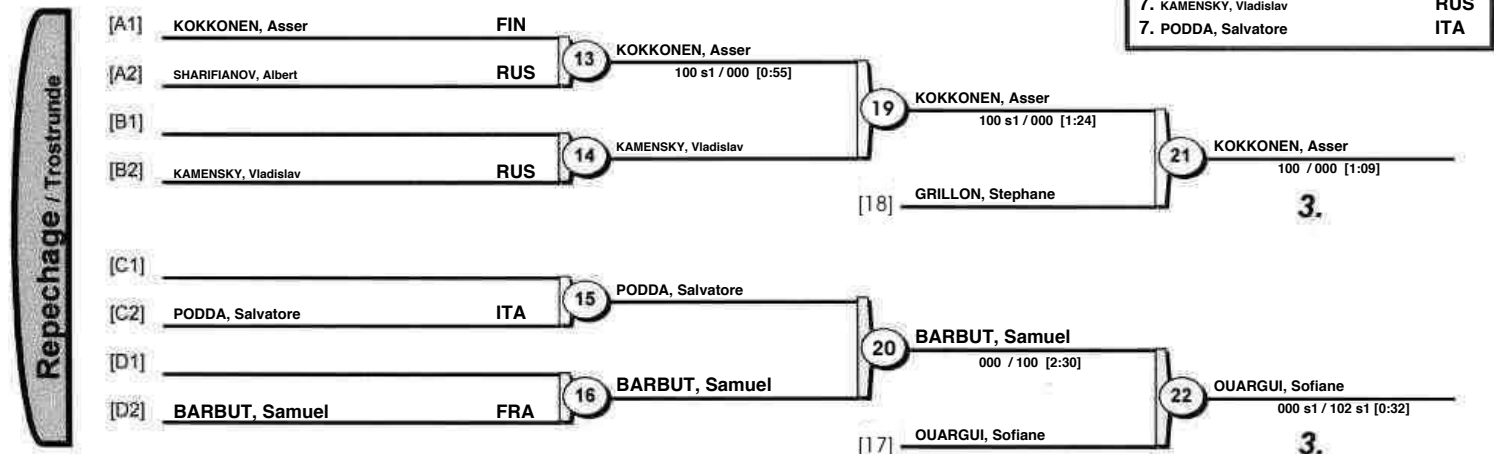 7. KAMENSKY, Vladislav RUS
7. PODDA, Salvatore ITA
Repechage / Trostrunde
[A1] KOKKONEN, Asser FIN
[A2] SHARIFIANOV, Albert RUS
13
KOKKONEN, Asser
100 s1 / 000 [0:55]
[B1]
[B2] KAMENSKY, Vladislav RUS
14
KAMENSKY, Vladislav
19
KOKKONEN, Asser
100 s1 / 000 [1:24]
[18] GRILLON, Stephane
21
KOKKONEN, Asser
100 / 000 [1:09]
3.
[C1]
[C2] PODDA, Salvatore ITA
15
PODDA, Salvatore
[D1]
[D2] BARBUT, Samuel FRA
16
BARBUT, Samuel
20
BARBUT, Samuel
000 / 100 [2:30]
[17] OUARGUI, Sofiane
22
OUARGUI, Sofiane
000 s1 / 102 s1 [0:32]
3.